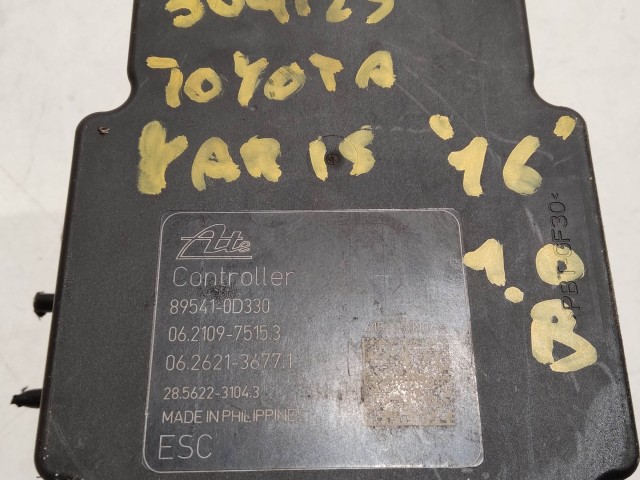 TOYOTA
YARIS '16'
1.0
B
PBT-GF30<
Ate
Controller
89541-0D330
06.2109-7515.3
06.2621-3677.1
28.5622-3104.3
MADE IN PHILIPPINE
ESC